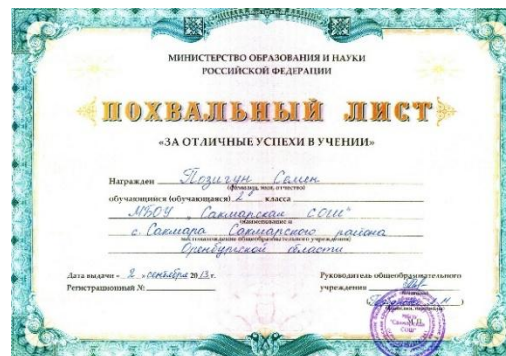 МИНИСТЕРСТВО ОБРАЗОВАНИЯ И НАУКИ
РОССИЙСКОЙ ФЕДЕРАЦИИ
ПОХВАЛЬНЫЙ ЛИСТ
«ЗА ОТЛИЧНЫЕ УСПЕХИ В УЧЕНИИ»
Награжден Позигун Семен
(фамилия, имя, отчество)
обучающийся (обучающаяся) 2 класса
МБОУ "Сакмарская СОШ"
с. Сакмара Сакмарского района
местонахождение общеобразовательного учреждения)
Оренбургской области
Дата выдачи « 2 » сентября 2013 г.
Руководитель общеобразовательного
Регистрационный №
учреждения